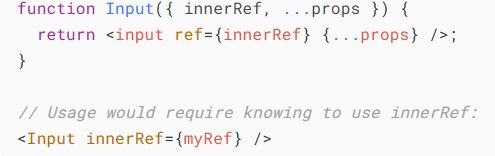 function Input({ innerRef, ...props }) {
  return <input ref={innerRef} {...props} />;
}

// Usage would require knowing to use innerRef:
<Input innerRef={myRef} />